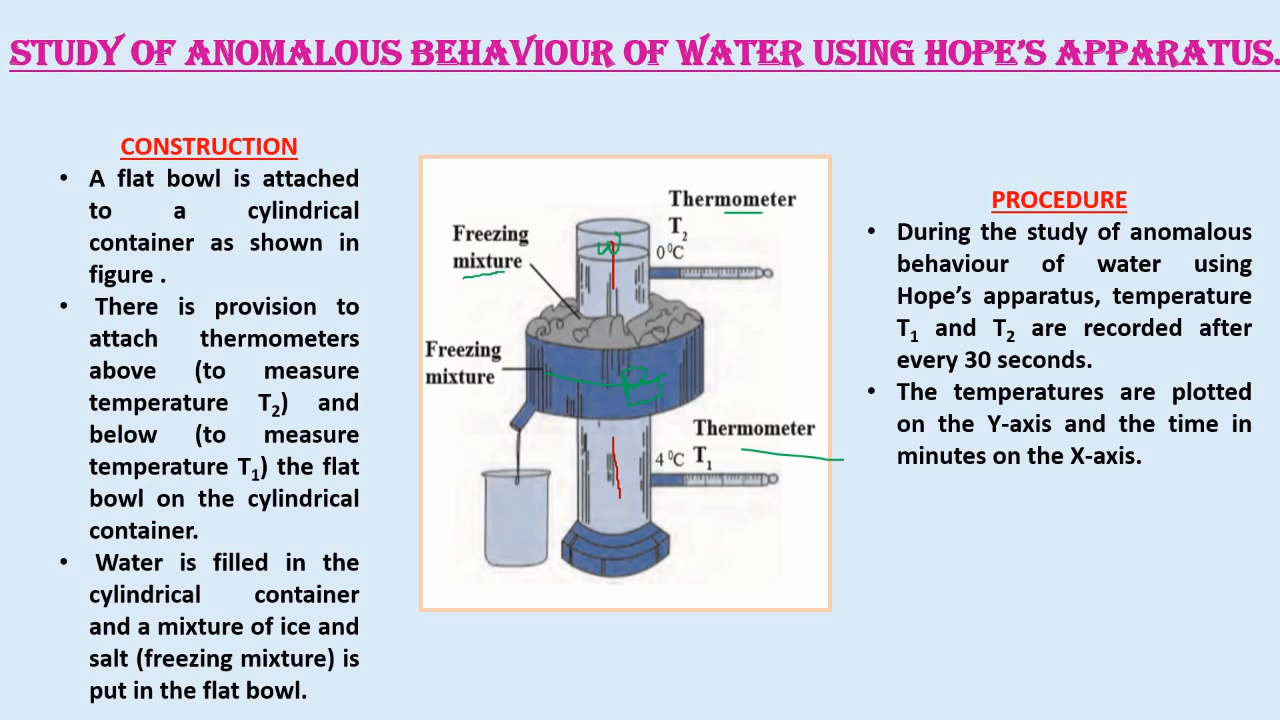 STUDY OF ANOMALOUS BEHAVIOUR OF WATER USING HOPE'S APPARATUS.
CONSTRUCTION
• A flat bowl is attached
to a cylindrical
container as shown in
figure .
• There is provision to
attach thermometers
above (to measure
temperature T2) and
below (to measure
temperature T1) the flat
bowl on the cylindrical
container.
• Water is filled in the
cylindrical container
and a mixture of ice and
salt (freezing mixture) is
put in the flat bowl.
Thermometer
T2
0⁰C
Freezing
mixture
W
Freezing
mixture
Thermometer
4⁰C T1
PROCEDURE
• During the study of anomalous
behaviour of water using
Hope's apparatus, temperature
T1 and T2 are recorded after
every 30 seconds.
• The temperatures are plotted
on the Y-axis and the time in
minutes on the X-axis.